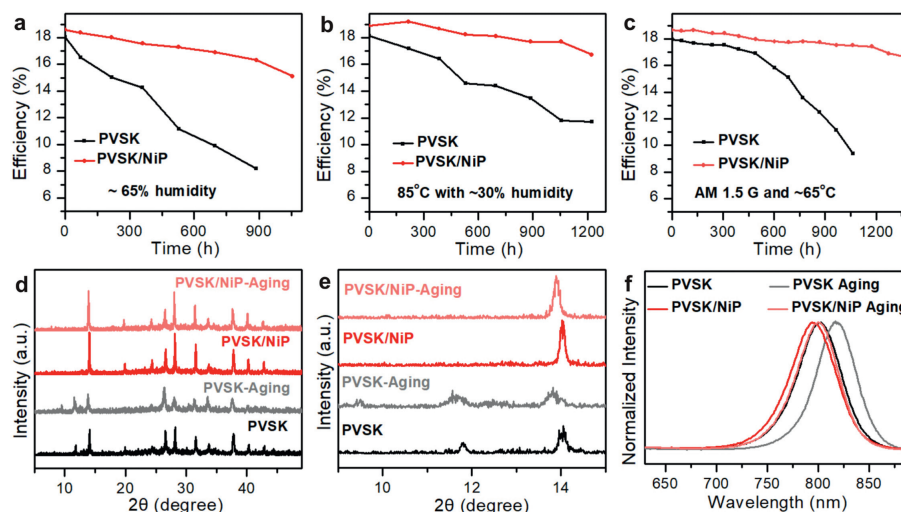 a
Efficiency (%)
18
16
14
12
10
8
6
PVSK
PVSK/NiP
~ 65% humidity
0 300 600 900
Time (h)
b
Efficiency (%)
18
16
14
12
10
8
6
PVSK
PVSK/NiP
85°C with ~30% humidity
0 300 600 900 1200
Time (h)
c
Efficiency (%)
18
16
14
12
10
8
6
PVSK
PVSK/NiP
AM 1.5 G and ~65°C
0 300 600 900 1200
Time (h)
d
Intensity (a.u.)
PVSK/NiP-Aging
PVSK/NiP
PVSK-Aging
PVSK
10 20 30 40
2θ (degree)
e
Intensity (a.u.)
PVSK/NiP-Aging
PVSK/NiP
PVSK-Aging
PVSK
10 12 14
2θ (degree)
f
Normalized Intensity
PVSK PVSK Aging
PVSK/NiP PVSK/NiP Aging
650 700 750 800 850
Wavelength (nm)